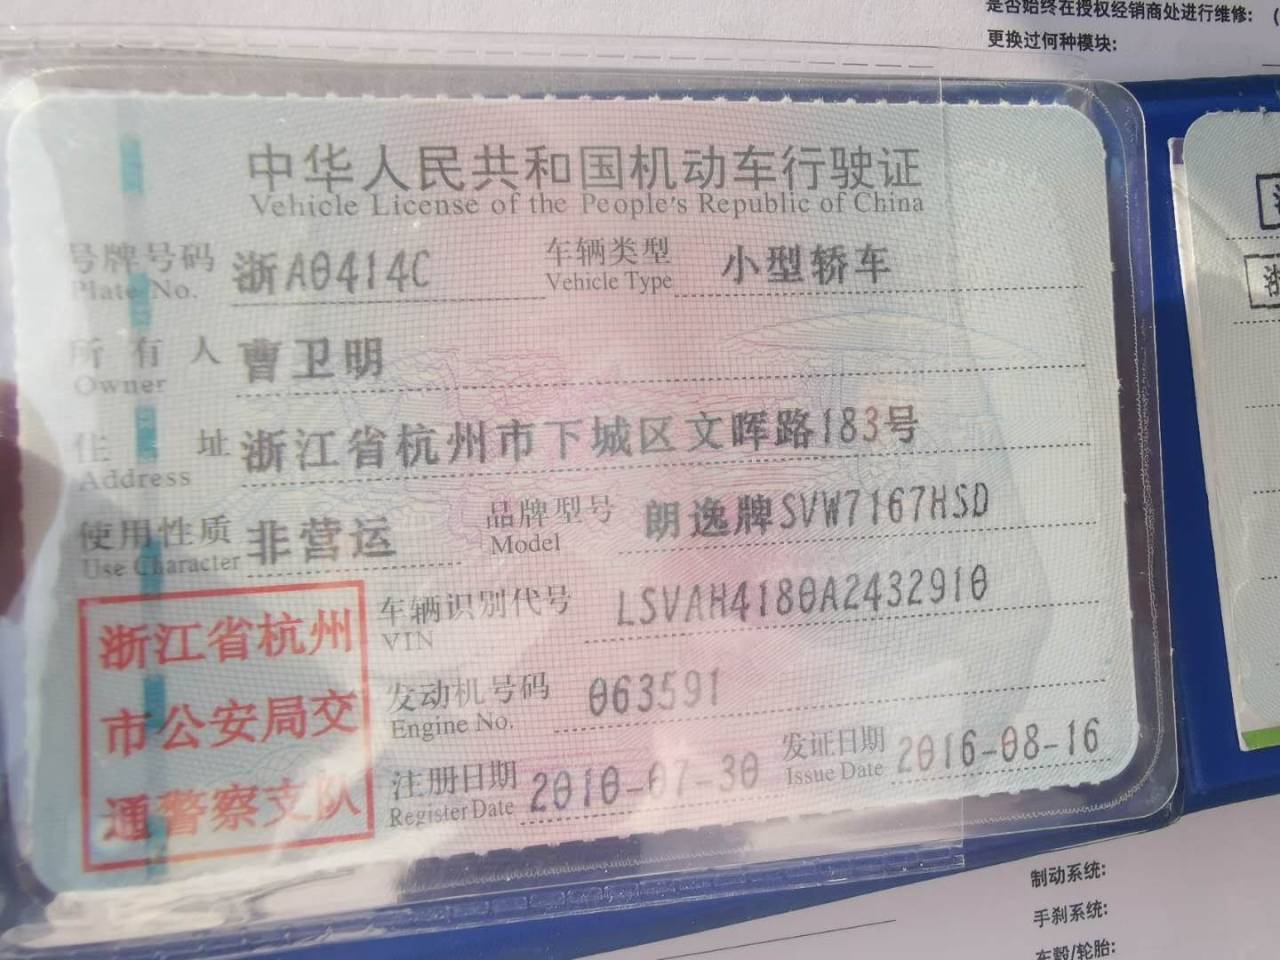 是否始终在授权经销商处进行维修:
更换过何种模块:
中华人民共和国机动车行驶证
Vehicle License of the People's Republic of China
号牌号码 浙A0414C 车辆类型 小型轿车
Plate No. Vehicle Type
所有人 曹卫明
Owner
住址 浙江省杭州市下城区文晖路183号
Address
使用性质 非营运 品牌型号 朗逸牌SVW7167HSD
Use Character Model
浙江省杭州
市公安局交
通警察支队
车辆识别代号 LSVAH4180A2432910
VIN
发动机号码 063591
Engine No.
注册日期 2010-07-30 发证日期 2016-08-16
Register Date Issue Date
制动系统:
手刹系统:
车毂/轮胎: